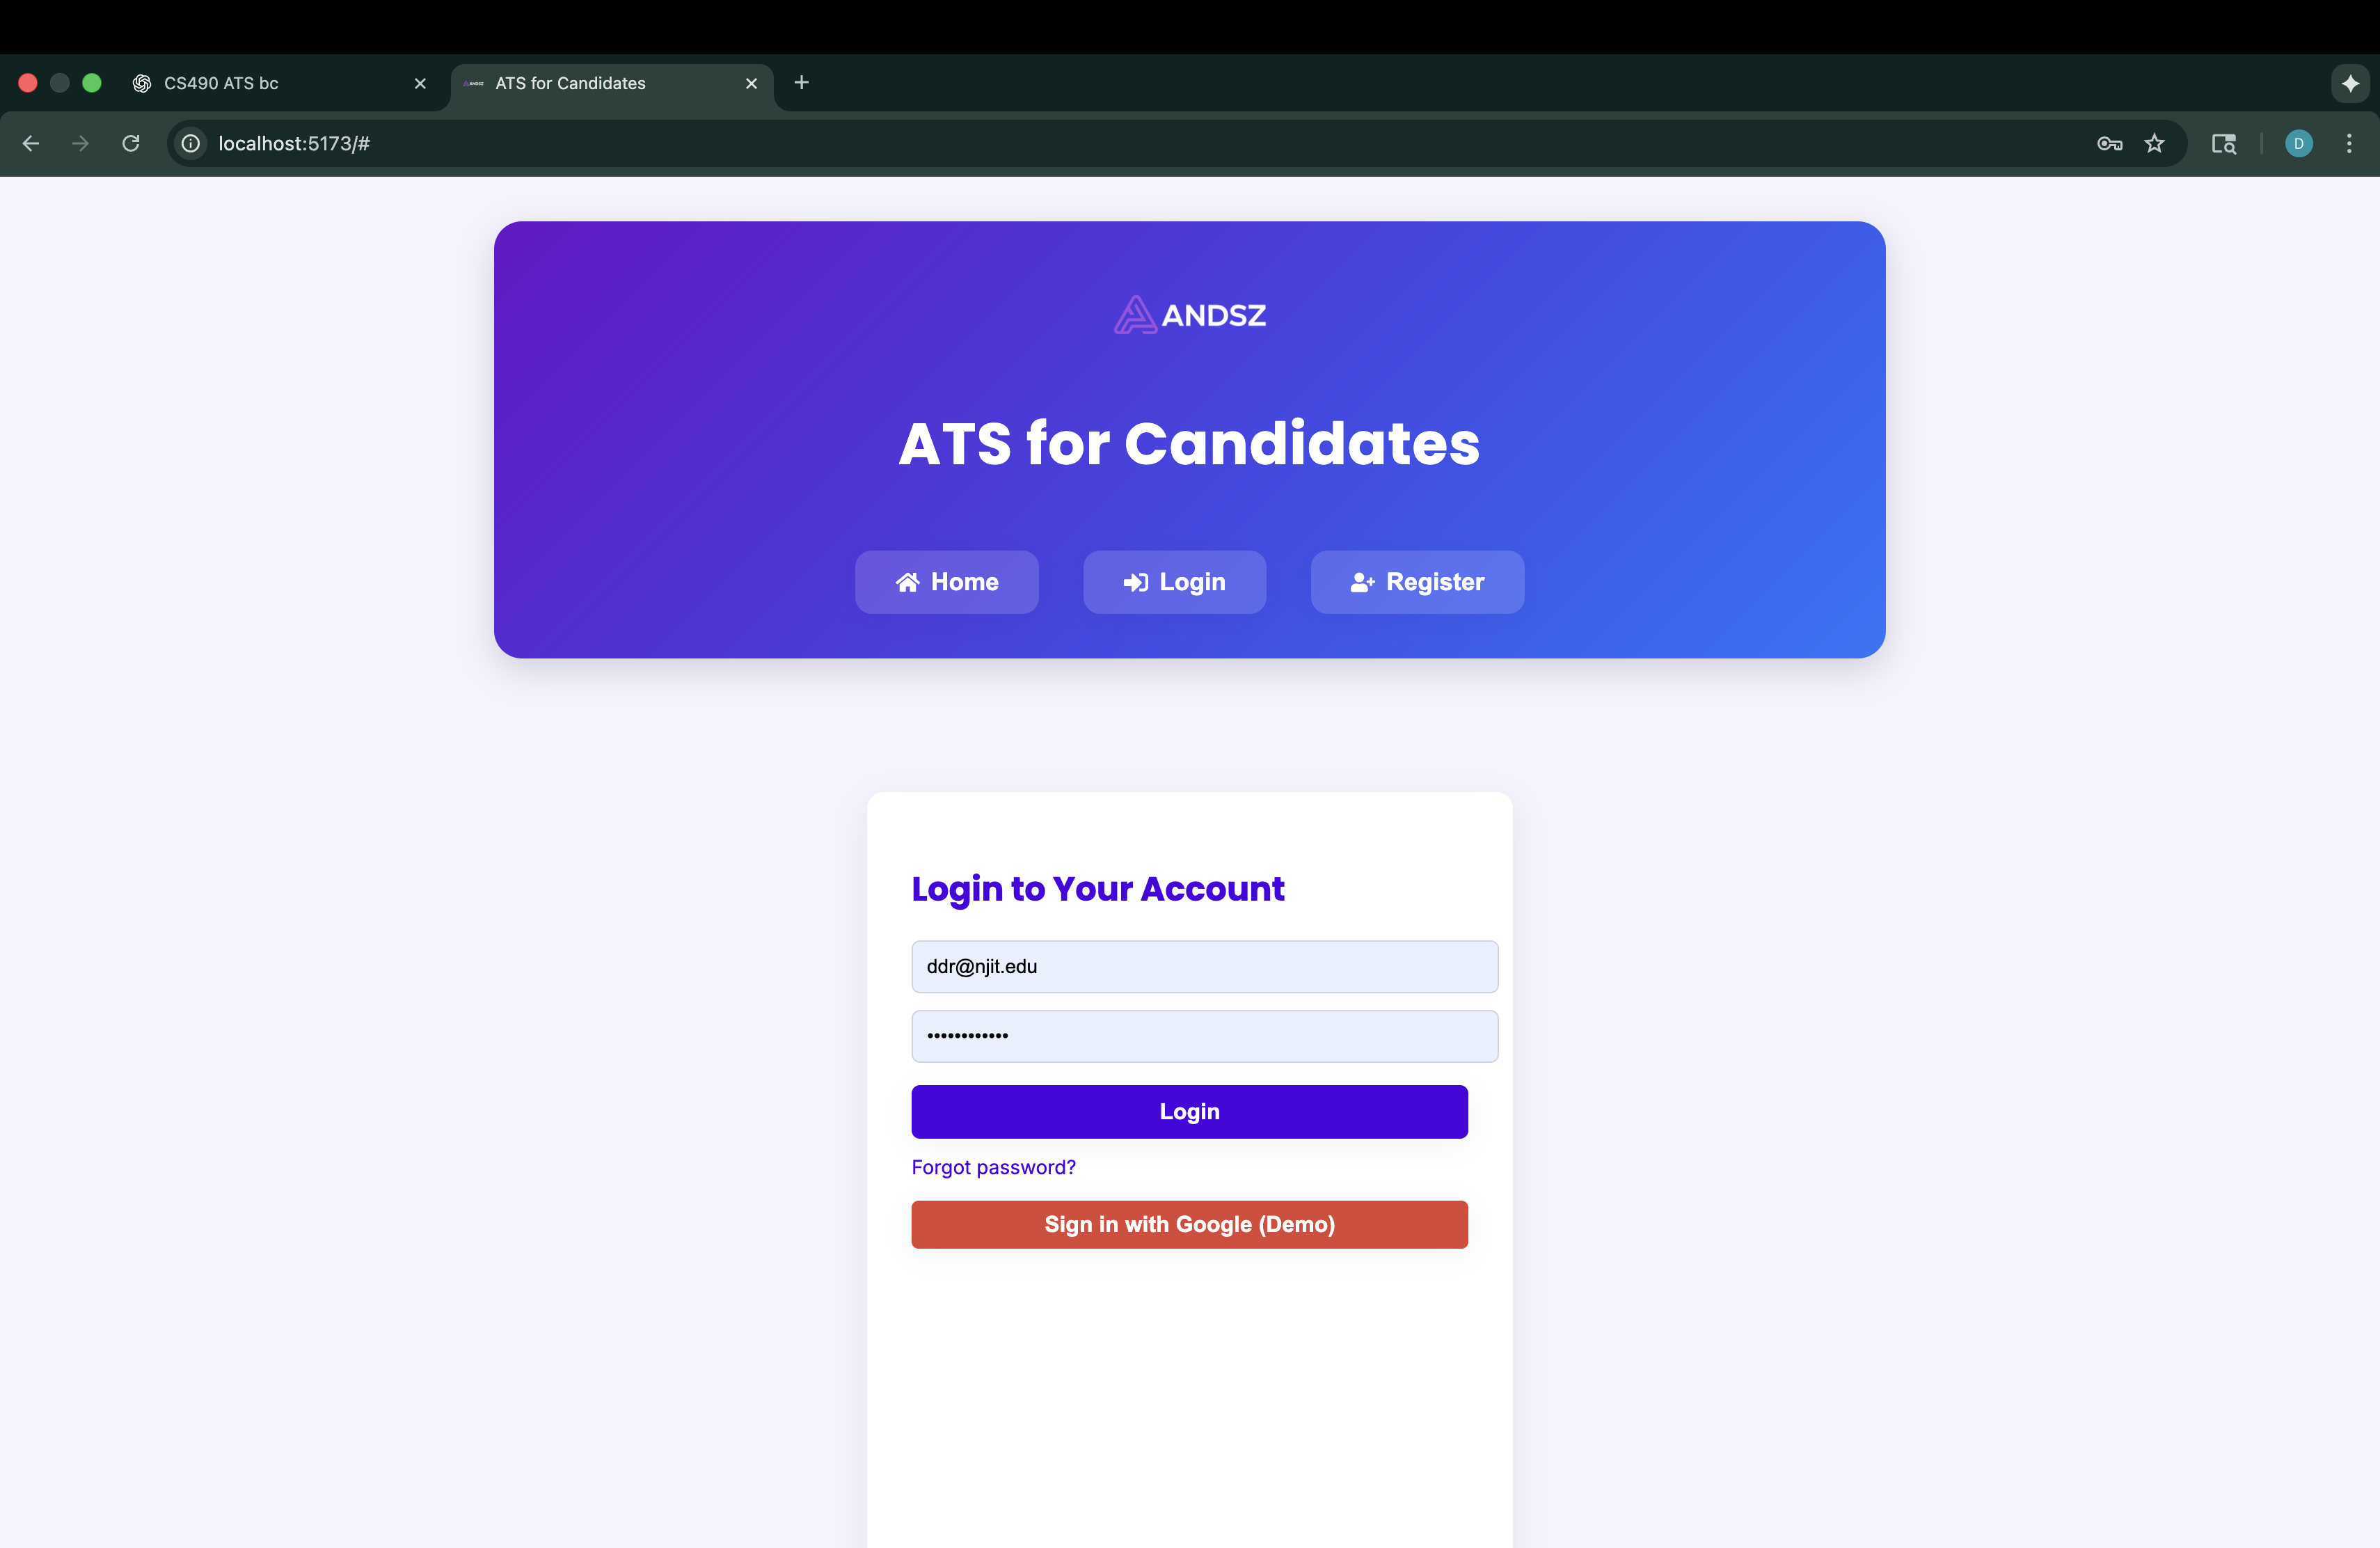 CS490 ATS bc
ATS for Candidates
localhost:5173/#
D
ANDSZ
ATS for Candidates
Home
Login
Register
Login to Your Account
ddr@njit.edu
••••••••••••
Login
Forgot password?
Sign in with Google (Demo)